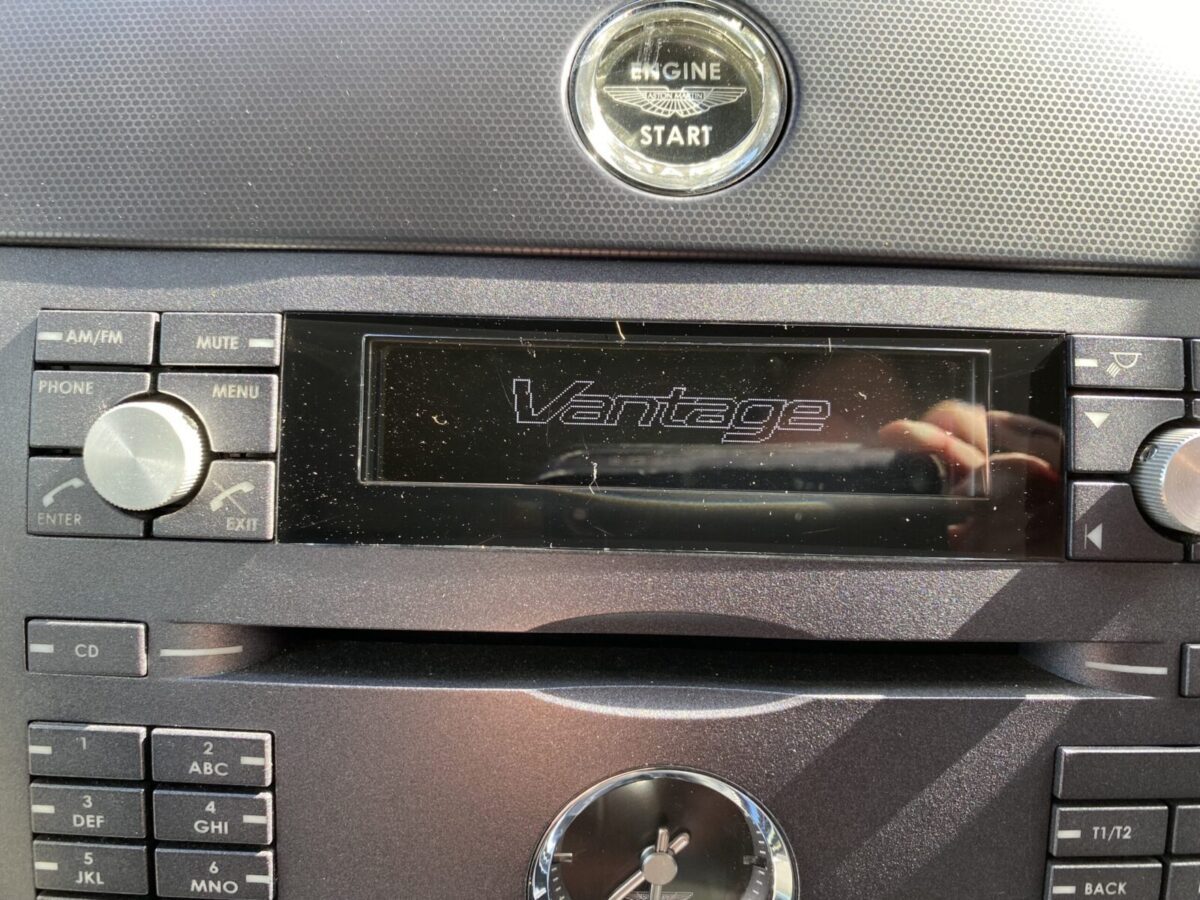 ENGINE
ASTON MARTIN
START
AM/FM
MUTE
PHONE
MENU
Vantage
ENTER
EXIT
CD
1
2
ABC
3
DEF
4
GHI
T1/T2
5
JKL
6
MNO
BACK